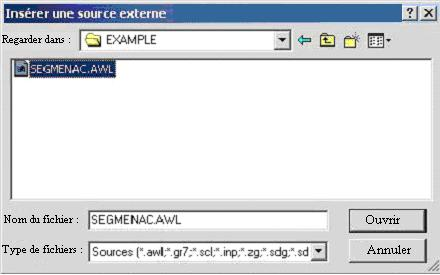 Insérer une source externe
Regarder dans : EXAMPLE
SEGMENAC.AWL
Nom du fichier : SEGMENAC.AWL Ouvrir
Type de fichiers : Sources (*.awl;*.gr7;*.scl;*.inp;*.zg;*.sdg;*.sd Annuler